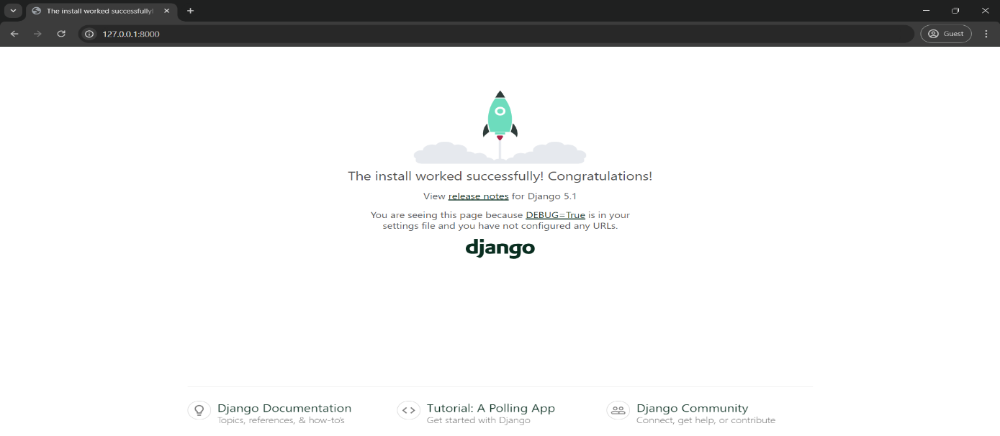 The install worked successfully!
127.0.0.1:8000
Guest
The install worked successfully! Congratulations!
View release notes for Django 5.1
You are seeing this page because DEBUG=True is in your
settings file and you have not configured any URLs.
django
Django Documentation
Topics, references, & how-to's
Tutorial: A Polling App
Get started with Django
Django Community
Connect, get help, or contribute